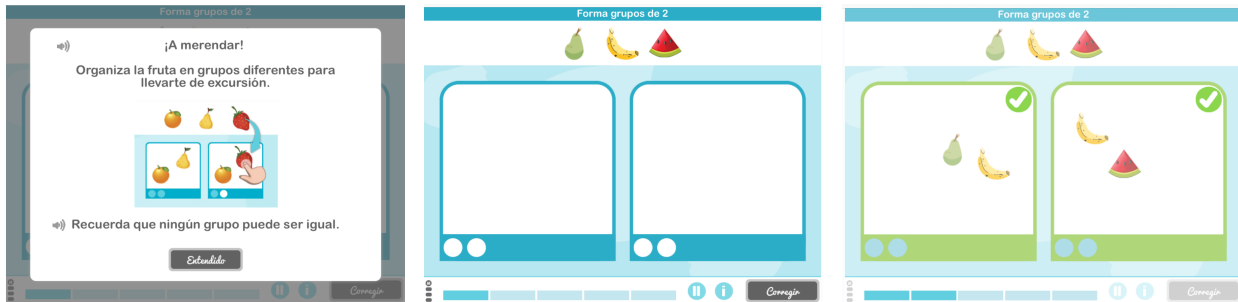 Forma grupos de 2
¡A merendar!
Organiza la fruta en grupos diferentes para
llevarte de excursión.
Recuerda que ningún grupo puede ser igual.
Entendido
Corregir
Forma grupos de 2
Corregir
Forma grupos de 2
Corregir